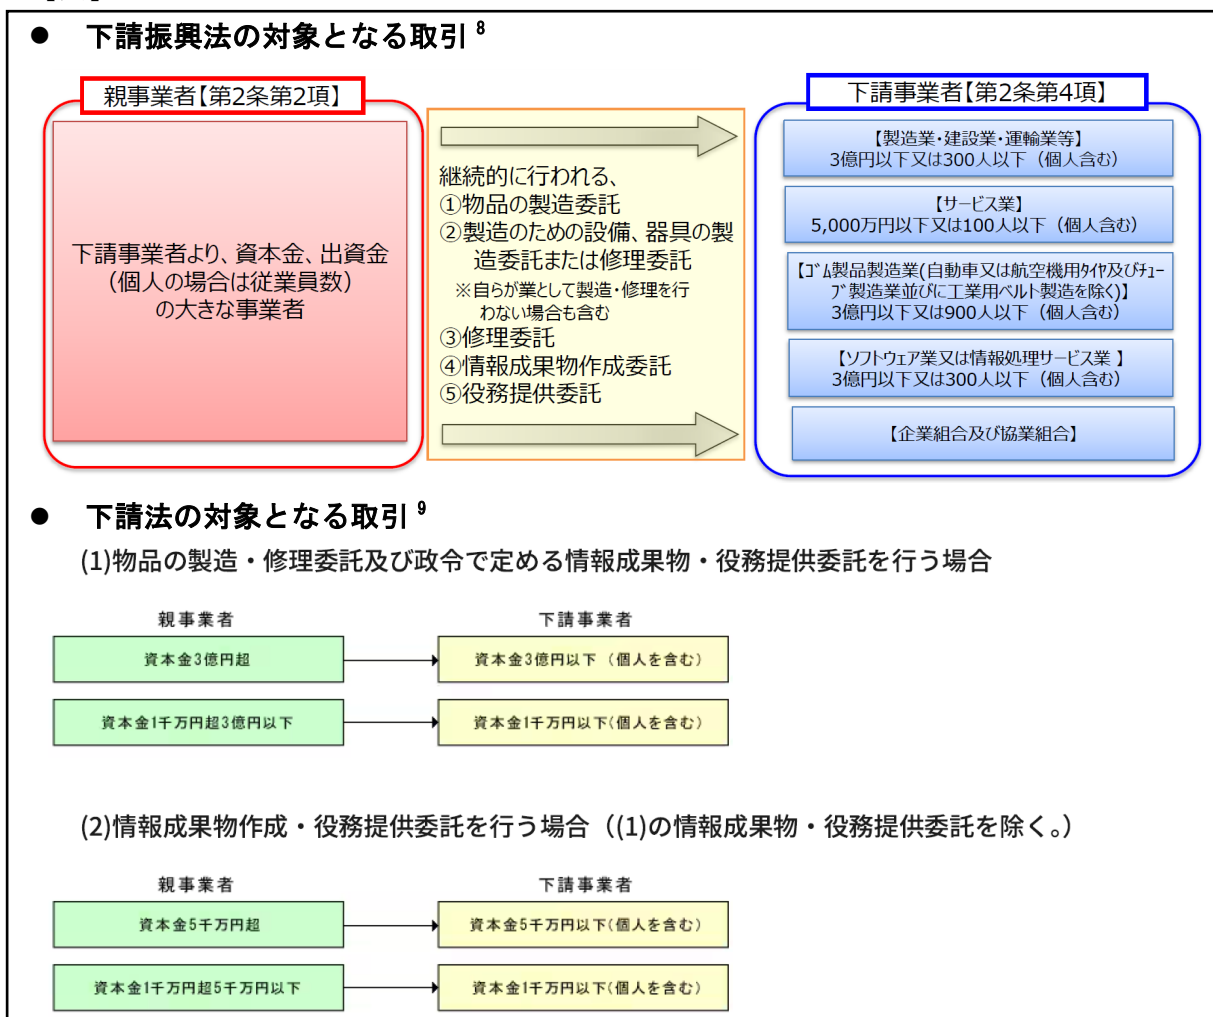 ● 下請振興法の対象となる取引 8
親事業者【第2条第2項】
下請事業者より、資本金、出資金
(個人の場合は従業員数)
の大きな事業者
継続的に行われる、
①物品の製造委託
②製造のための設備、器具の製
造委託または修理委託
※自らが業として製造・修理を行
わない場合も含む
③修理委託
④情報成果物作成委託
⑤役務提供委託
下請事業者【第2条第4項】
【製造業・建設業・運輸業等】
3億円以下又は300人以下(個人含む)
【サービス業】
5,000万円以下又は100人以下(個人含む)
【ゴム製品製造業(自動車又は航空機用タイヤ及びチュー
ブ製造業並びに工業用ベルト製造を除く)】
3億円以下又は900人以下(個人含む)
【ソフトウェア業又は情報処理サービス業 】
3億円以下又は300人以下(個人含む)
【企業組合及び協業組合】
● 下請法の対象となる取引 9
(1)物品の製造・修理委託及び政令で定める情報成果物・役務提供委託を行う場合
親事業者 下請事業者
資本金3億円超 資本金3億円以下 (個人を含む)
資本金1千万円超3億円以下 資本金1千万円以下(個人を含む)
(2)情報成果物作成・役務提供委託を行う場合((1)の情報成果物・役務提供委託を除く。)
親事業者 下請事業者
資本金5千万円超 資本金5千万円以下(個人を含む)
資本金1千万円超5千万円以下 資本金1千万円以下(個人を含む)